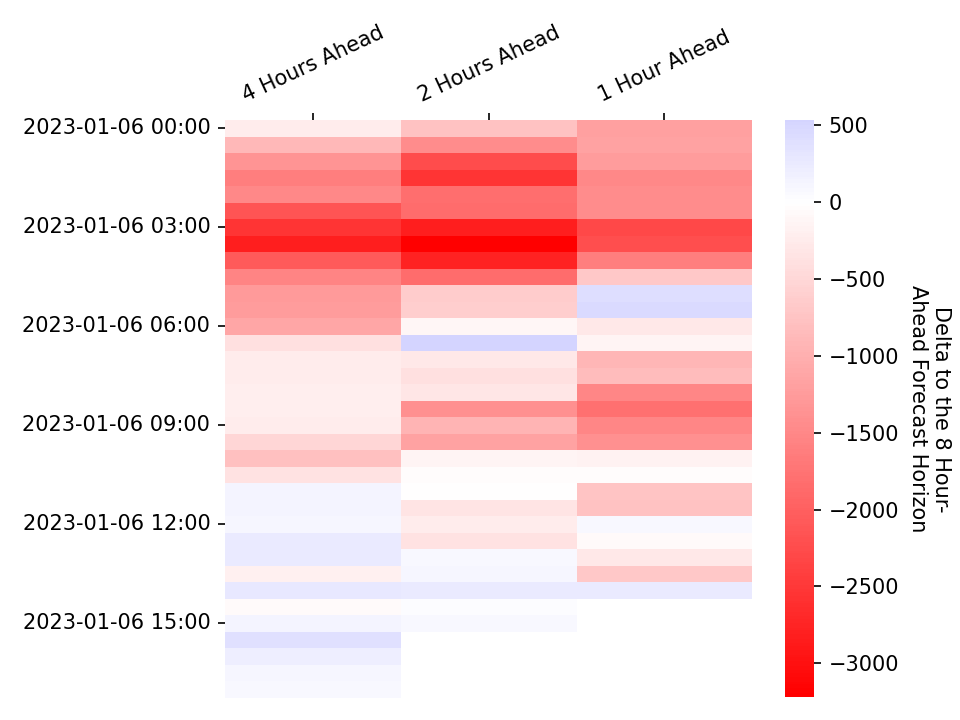 4 Hours Ahead
2 Hours Ahead
1 Hour Ahead
2023-01-06 00:00
2023-01-06 03:00
2023-01-06 06:00
2023-01-06 09:00
2023-01-06 12:00
2023-01-06 15:00
500
0
−500
−1000
−1500
−2000
−2500
−3000
Delta to the 8 Hour-
Ahead Forecast Horizon